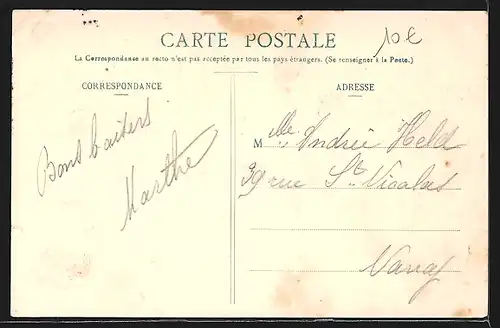 CARTE POSTALE
10 €
La Correspondance au recto n'est pas acceptée par tous les pays étrangers. (Se renseigner à la Poste.)
CORRESPONDANCE
Bons baisers
Marthe
ADRESSE
Mlle Andrée Held
39 rue St Nicolas
Nancy